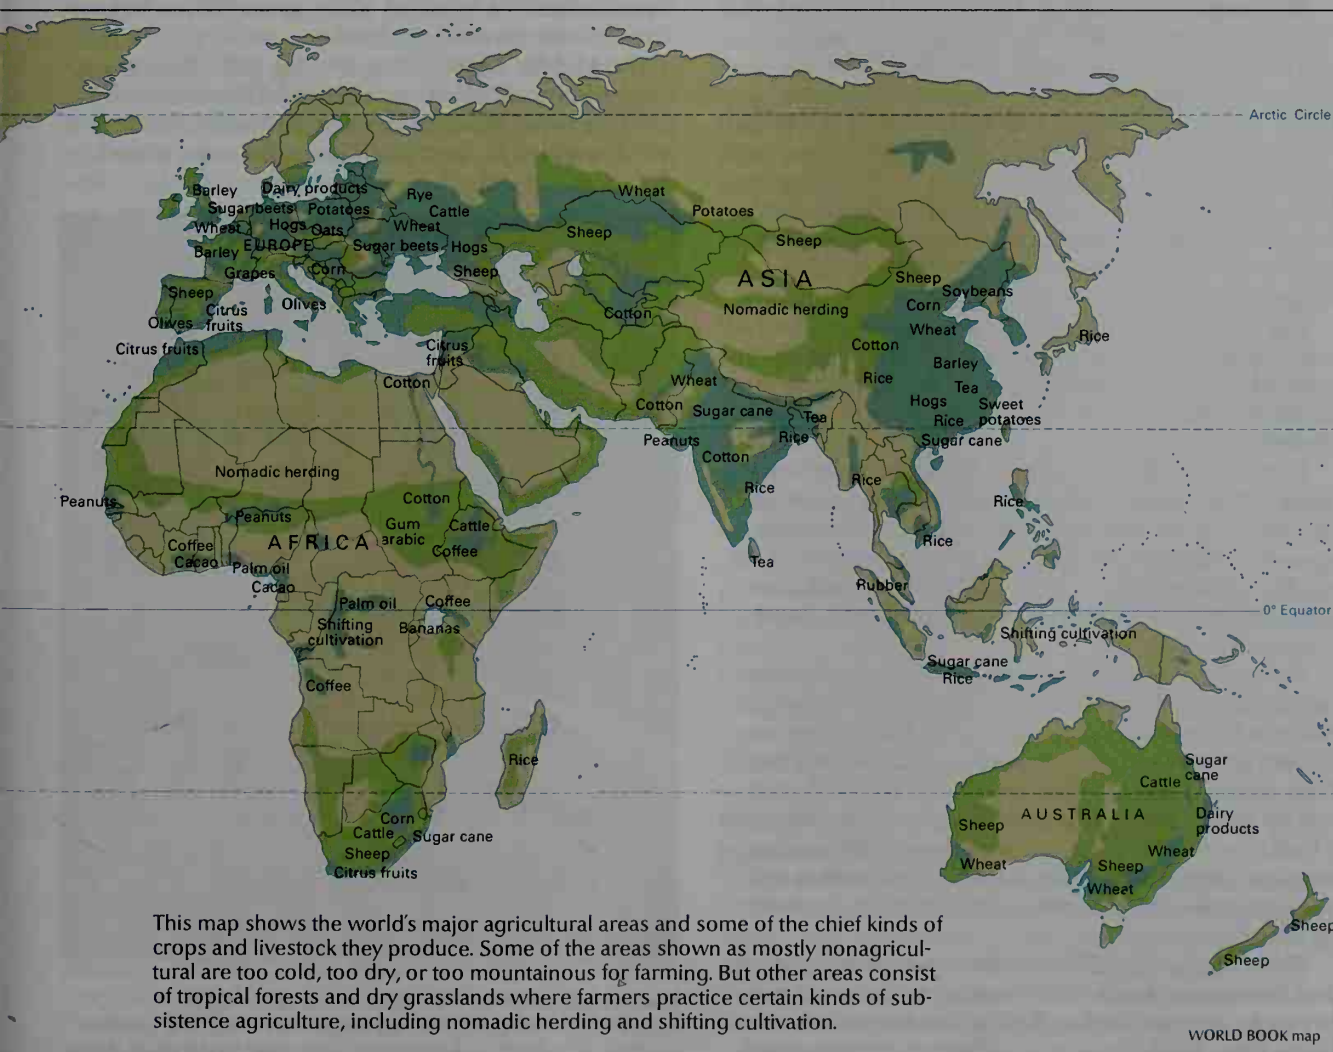 Arctic Circle
Barley
Dairy products
Rye
Wheat
Sugar beets
Potatoes
Cattle
Potatoes
Wheat
Hogs
Oats
Wheat
Sheep
Sheep
Barley
EUROPE
Sugar beets
Hogs
Grapes
Corn
Sheep
ASIA
Sheep
Soybeans
Sheep
Citrus
fruits
Olives
Nomadic herding
Corn
Cotton
Olives
Wheat
Rice
Citrus fruits
Citrus
fruits
Cotton
Barley
Cotton
Wheat
Rice
Tea
Cotton
Sugar cane
Tea
Hogs
Sweet
potatoes
Rice
Peanuts
Rice
Sugar cane
Cotton
Nomadic herding
Rice
Rice
Peanuts
Cotton
Rice
Peanuts
Gum
arabic
Cattle
Coffee
AFRICA
Coffee
Rice
Cacao
Palm oil
Tea
Cacao
Rubber
Palm oil
Coffee
0° Equator
Shifting
cultivation
Bananas
Shifting cultivation
Sugar cane
Rice
Coffee
Rice
Sugar
cane
Cattle
AUSTRALIA
Corn
Sheep
Dairy
products
Cattle
Sugar cane
Sheep
Wheat
Sheep
Wheat
Citrus fruits
Wheat
Sheep
Sheep
This map shows the world's major agricultural areas and some of the chief kinds of
crops and livestock they produce. Some of the areas shown as mostly nonagricul-
tural are too cold, too dry, or too mountainous for farming. But other areas consist
of tropical forests and dry grasslands where farmers practice certain kinds of sub-
sistence agriculture, including nomadic herding and shifting cultivation.
WORLD BOOK map